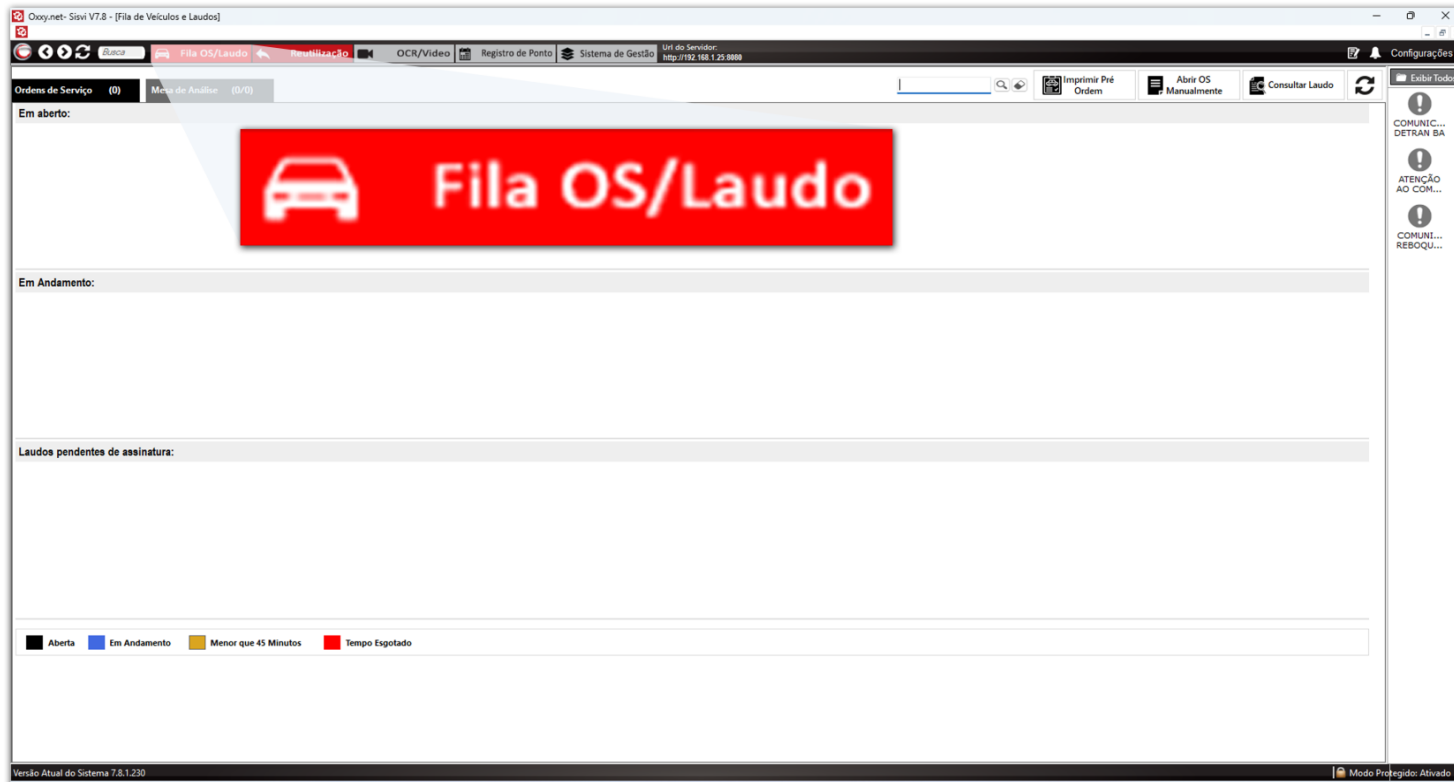 Oxxy.net- Sisvi V7.8 - [Fila de Veículos e Laudos]
Busca
Fila OS/Laudo
Reutilização
OCR/Video
Registro de Ponto
Sistema de Gestão
Url do Servidor:
http://192.168.1.25:8080
Configurações
Ordens de Serviço (0)
Mesa de Análise (0/0)
Imprimir Pré
Ordem
Abrir OS
Manualmente
Consultar Laudo
Exibir Todos
Em aberto:
Fila OS/Laudo
COMUNIC...
DETRAN BA
ATENÇÃO
AO COM...
COMUNI...
REBOQU...
Em Andamento:
Laudos pendentes de assinatura:
Aberta
Em Andamento
Menor que 45 Minutos
Tempo Esgotado
Versão Atual do Sistema 7.8.1.230
Modo Protegido: Ativado